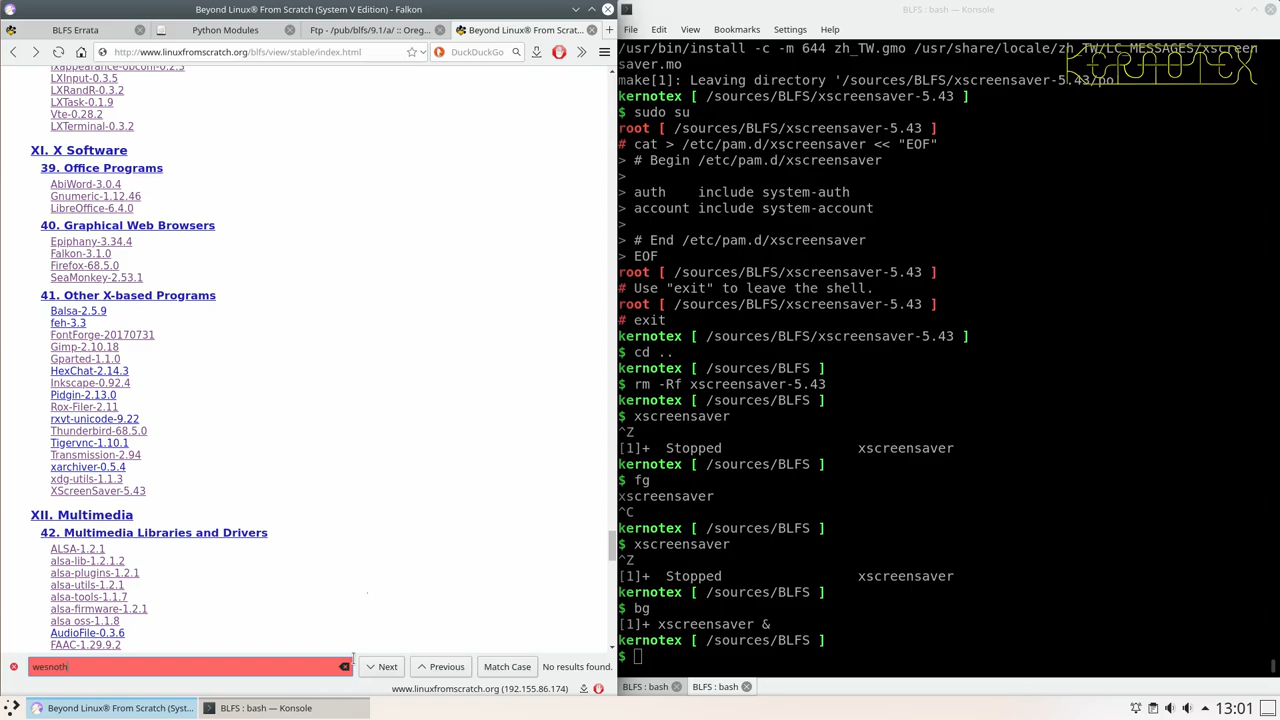 Beyond Linux® From Scratch (System V Edition) - Falkon
BLFS Errata
Python Modules
Ftp - /pub/blfs/9.1/a/ :: Oreg...
Beyond Linux® From Scratc...
http://www.linuxfromscratch.org/blfs/view/stable/index.html
DuckDuckGo
lxappearance-obconf-0.2.3
LXInput-0.3.5
LXRandR-0.3.2
LXTask-0.1.9
Vte-0.28.2
LXTerminal-0.3.2
XI. X Software
39. Office Programs
AbiWord-3.0.4
Gnumeric-1.12.46
LibreOffice-6.4.0
40. Graphical Web Browsers
Epiphany-3.34.4
Falkon-3.1.0
Firefox-68.5.0
SeaMonkey-2.53.1
41. Other X-based Programs
Balsa-2.5.9
feh-3.3
FontForge-20170731
Gimp-2.10.18
Gparted-1.1.0
HexChat-2.14.3
Inkscape-0.92.4
Pidgin-2.13.0
Rox-Filer-2.11
rxvt-unicode-9.22
Thunderbird-68.5.0
Tigervnc-1.10.1
Transmission-2.94
xarchiver-0.5.4
xdg-utils-1.1.3
XScreenSaver-5.43
XII. Multimedia
42. Multimedia Libraries and Drivers
ALSA-1.2.1
alsa-lib-1.2.1.2
alsa-plugins-1.2.1
alsa-utils-1.2.1
alsa-tools-1.1.7
alsa-firmware-1.2.1
alsa oss-1.1.8
AudioFile-0.3.6
FAAC-1.29.9.2
wesnoth
Next
Previous
Match Case
No results found.
www.linuxfromscratch.org (192.155.86.174)
BLFS : bash — Konsole
File Edit View Bookmarks Settings Help
/usr/bin/install -c -m 644 zh_TW.gmo /usr/share/locale/zh_TW/LC_MESSAGES/xscreen
saver.mo
make[1]: Leaving directory '/sources/BLFS/xscreensaver-5.43/po'
KERNOTEX
kernotex [ /sources/BLFS/xscreensaver-5.43 ]
$ sudo su
root [ /sources/BLFS/xscreensaver-5.43 ]
# cat > /etc/pam.d/xscreensaver << "EOF"
> # Begin /etc/pam.d/xscreensaver
>
> auth    include system-auth
> account include system-account
>
> # End /etc/pam.d/xscreensaver
> EOF
root [ /sources/BLFS/xscreensaver-5.43 ]
# Use "exit" to leave the shell.
root [ /sources/BLFS/xscreensaver-5.43 ]
# exit
kernotex [ /sources/BLFS/xscreensaver-5.43 ]
$ cd ..
kernotex [ /sources/BLFS ]
$ rm -Rf xscreensaver-5.43
kernotex [ /sources/BLFS ]
$ xscreensaver
^Z
[1]+  Stopped                 xscreensaver
kernotex [ /sources/BLFS ]
$ fg
xscreensaver
^C
kernotex [ /sources/BLFS ]
$ xscreensaver
^Z
[1]+  Stopped                 xscreensaver
kernotex [ /sources/BLFS ]
$ bg
[1]+ xscreensaver &
kernotex [ /sources/BLFS ]
$
BLFS : bash
BLFS : bash
Beyond Linux® From Scratch (Syst...
BLFS : bash — Konsole
13:01